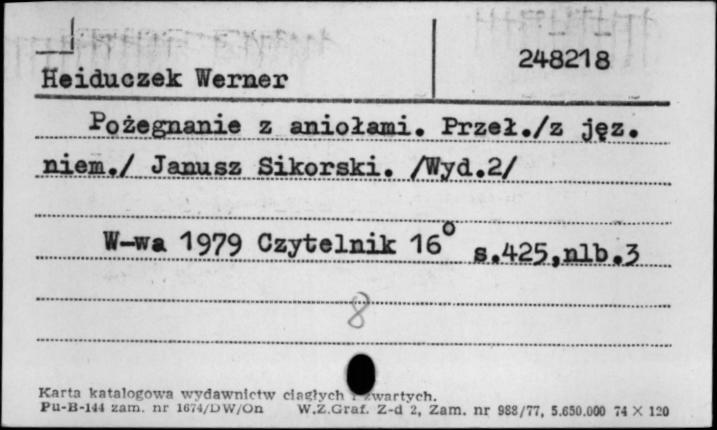 248218
Heiduczek Werner
Pożegnanie z aniołami. Przeł./z jęz.
niem./ Janusz Sikorski. /Wyd.2/
W-wa 1979 Czytelnik 16° s.425,nlb.3
8
Karta katalogowa wydawnictw ciągłych i zwartych.
Pu-B-144 zam. nr 1674/DW/On W.Z.Graf. Z-d 2, Zam. nr 988/77, 5.650.000 74 × 120